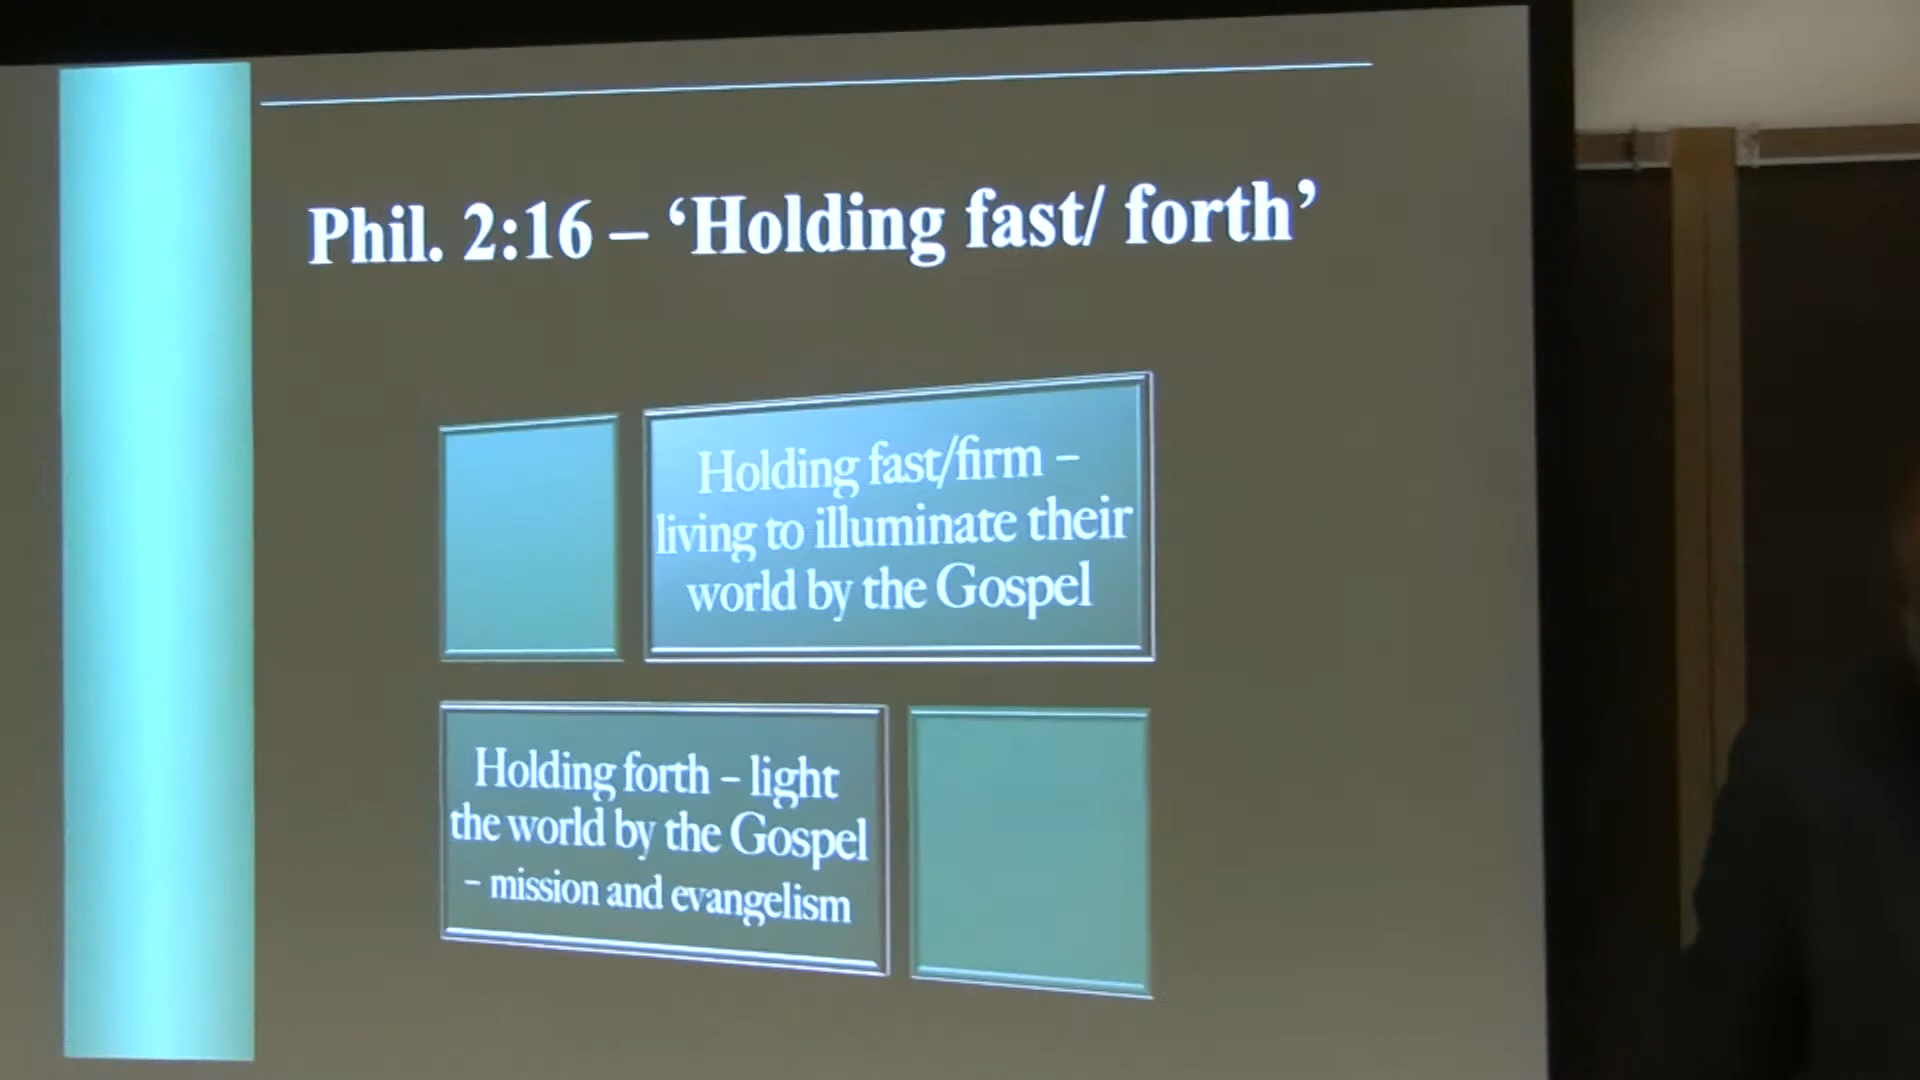 Phil. 2:16 – ‘Holding fast/ forth’
Holding fast/firm –
living to illuminate their
world by the Gospel
Holding forth – light
the world by the Gospel
– mission and evangelism